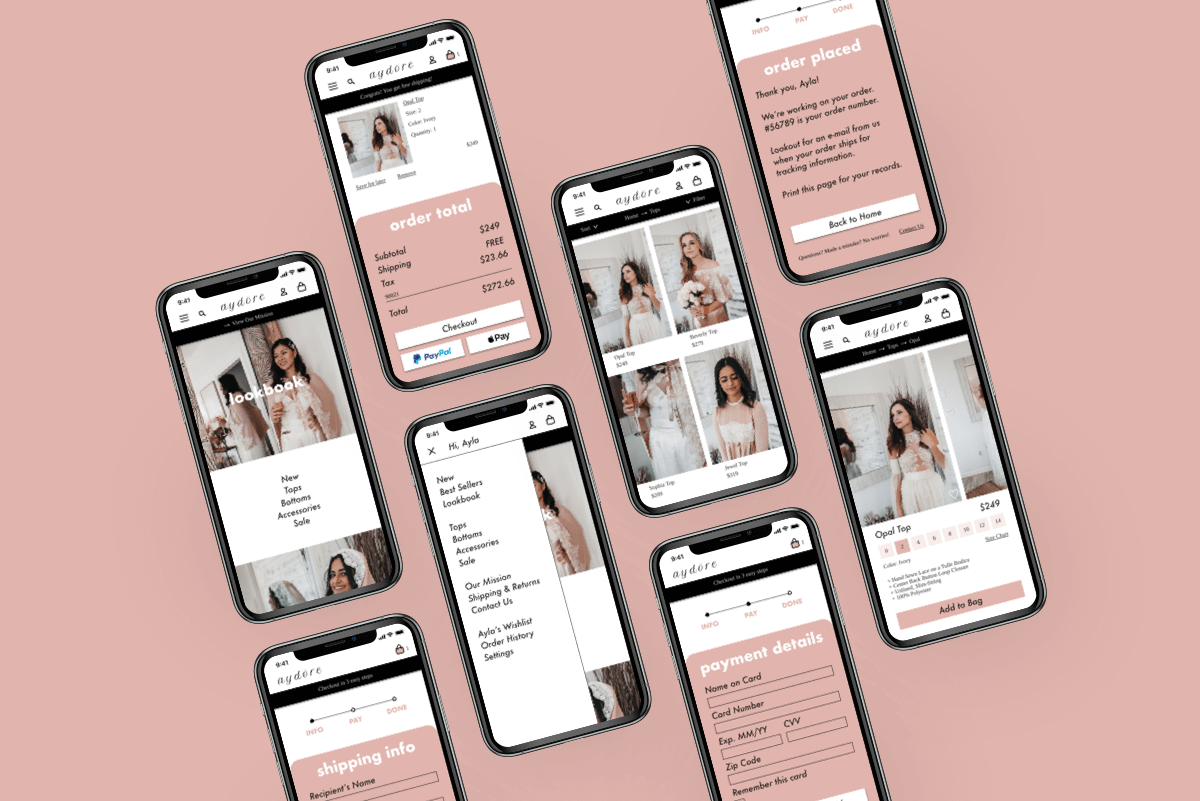 9:41
aydore
Congrats! You get free shipping!
Opal Top
Size: 2
Color: Ivory
Quantity: 1
$249
Save for later Remove
order total
Subtotal $249
Shipping FREE
Tax $23.66
90021
Total $272.66
Checkout
PayPal Pay
INFO PAY DONE
order placed
Thank you, Ayla!
We're working on your order.
#56789 is your order number.
Lookout for an e-mail from us
when your order ships for
tracking information.
Print this page for your records.
Back to Home
Questions? Made a mistake? No worries! Contact Us
9:41
aydore
Sort Home → Tops Filter
Opal Top
$249
Beverly Top
$279
Sophia Top
$289
Jewel Top
$319
9:41
aydore
→ View Our Mission
lookbook
New
Tops
Bottoms
Accessories
Sale
9:41
aydore
Home → Tops → Opal
Opal Top $249
0 2 4 6 8 10 12 14
Color: Ivory Size Chart
+ Hand Sewn Lace on a Tulle Bodice
+ Center Back Button-Loop Closure
+ Unlined, Slim-fitting
+ 100% Polyester
Add to Bag
9:41
Hi, Ayla
New
Best Sellers
Lookbook
Tops
Bottoms
Accessories
Sale
Our Mission
Shipping & Returns
Contact Us
Ayla's Wishlist
Order History
Settings
9:41
aydore
Checkout in 3 easy steps
INFO PAY DONE
payment details
Name on Card
Card Number
Exp. MM/YY CVV
Zip Code
Remember this card
9:41
aydore
Checkout in 3 easy steps
INFO PAY DONE
shipping info
Recipient's Name